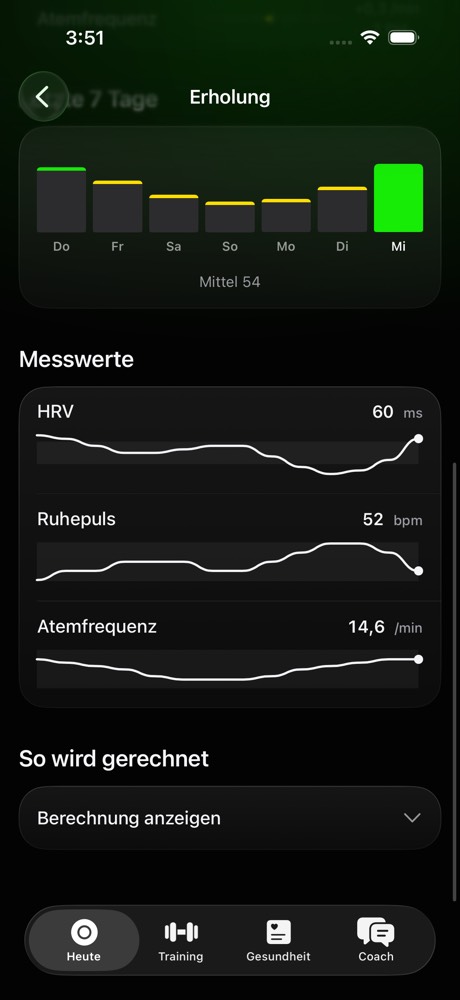 3:51
Erholung
Do Fr Sa So Mo Di Mi
Mittel 54
Messwerte
HRV 60 ms
Ruhepuls 52 bpm
Atemfrequenz 14,6 /min
So wird gerechnet
Berechnung anzeigen
Heute Training Gesundheit Coach